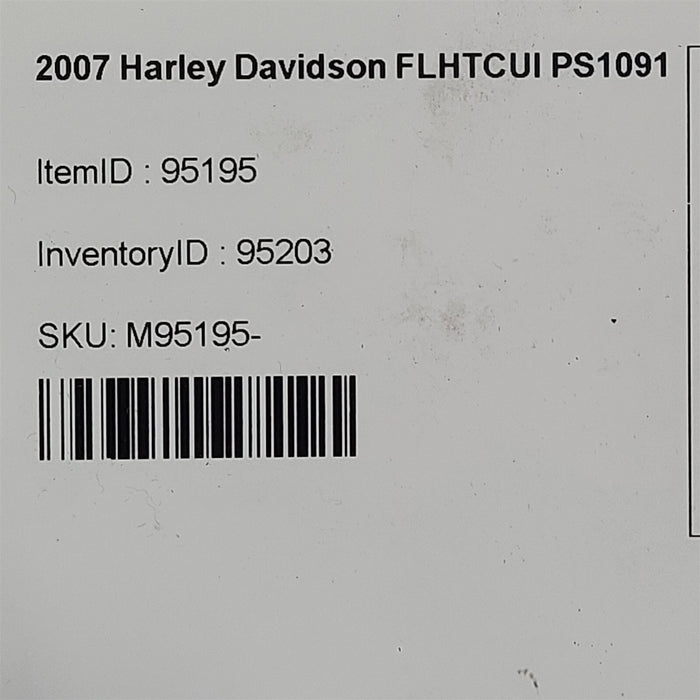 2007 Harley Davidson FLHTCUI PS1091
ItemID : 95195
InventoryID : 95203
SKU: M95195-